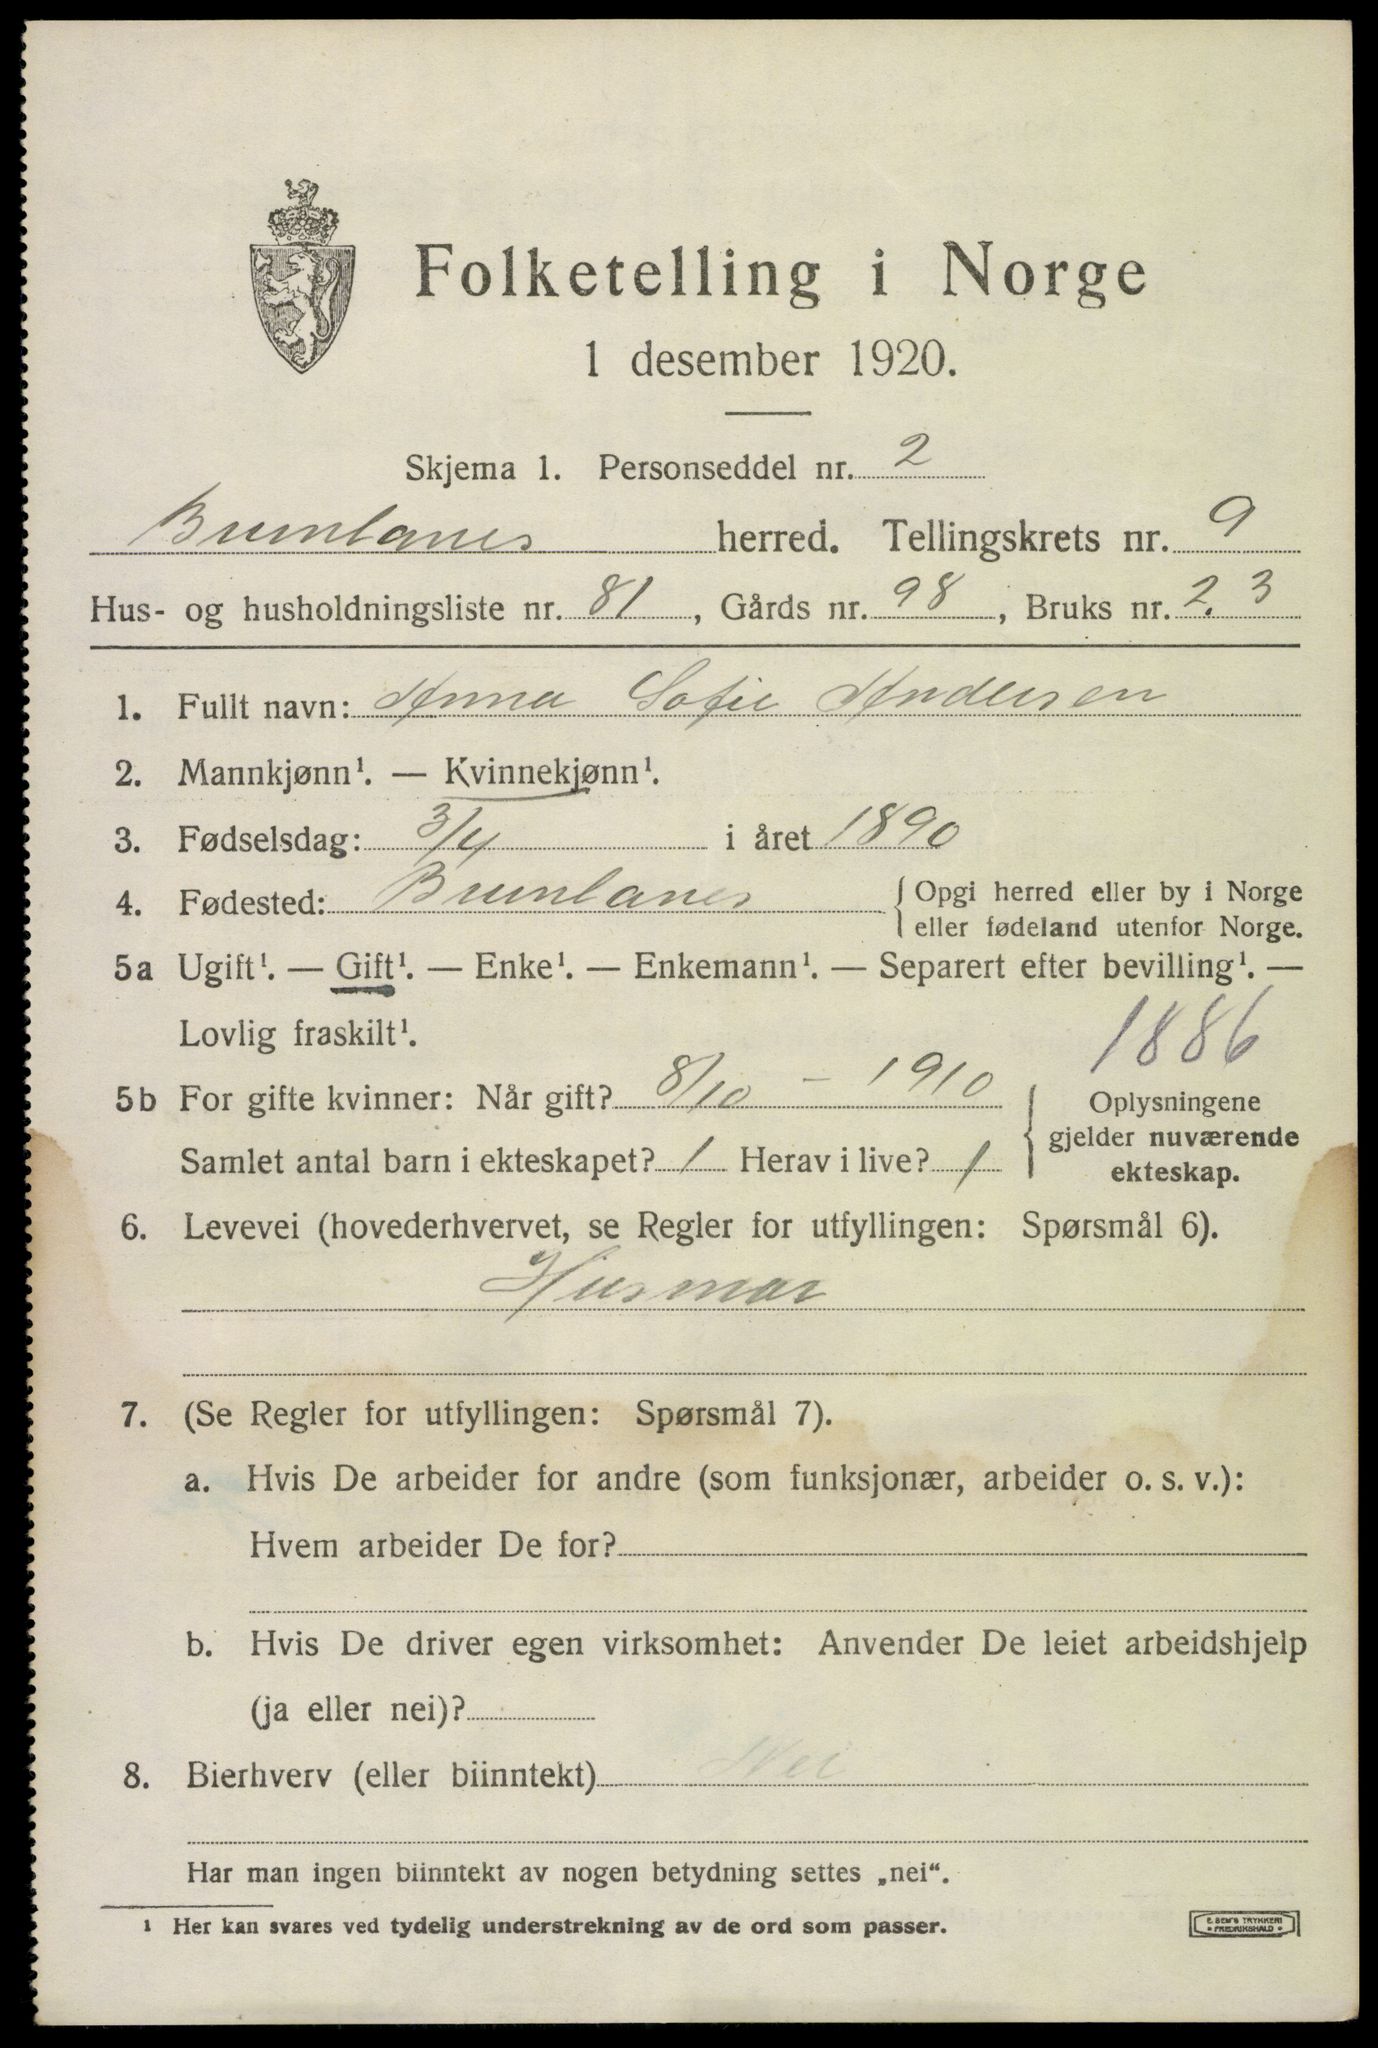 Folketelling i Norge
1 desember 1920.
Skjema 1. Personseddel nr. 2
Brunlanes herred. Tellingskrets nr. 9
Hus- og husholdningsliste nr. 81, Gårds nr. 98, Bruks nr. 2. 3
1. Fullt navn: Anna Sofie Andersen
2. Mannkjønn¹. — Kvinnekjønn¹.
3. Fødselsdag: 3/4 i året 1890
4. Fødested: Brunlanes { Opgi herred eller by i Norge
eller fødeland utenfor Norge.
5a Ugift¹. — Gift¹. — Enke¹. — Enkemann¹. — Separert efter bevilling¹. —
Lovlig fraskilt¹. 1886
5b For gifte kvinner: Når gift? 8/10 – 1910
Samlet antal barn i ekteskapet? 1 Herav i live? 1
{ Oplysningene
gjelder nuværende
ekteskap.
6. Levevei (hovederhvervet, se Regler for utfyllingen: Spørsmål 6).
Husmor
7. (Se Regler for utfyllingen: Spørsmål 7).
a. Hvis De arbeider for andre (som funksjonær, arbeider o. s. v.):
Hvem arbeider De for?
b. Hvis De driver egen virksomhet: Anvender De leiet arbeidshjelp
(ja eller nei)?
8. Bierhverv (eller biinntekt) Nei
Har man ingen biinntekt av nogen betydning settes „nei“.
¹ Her kan svares ved tydelig understrekning av de ord som passer.
E. SEM'S TRYKKERI
• FREDRIKSHALD •